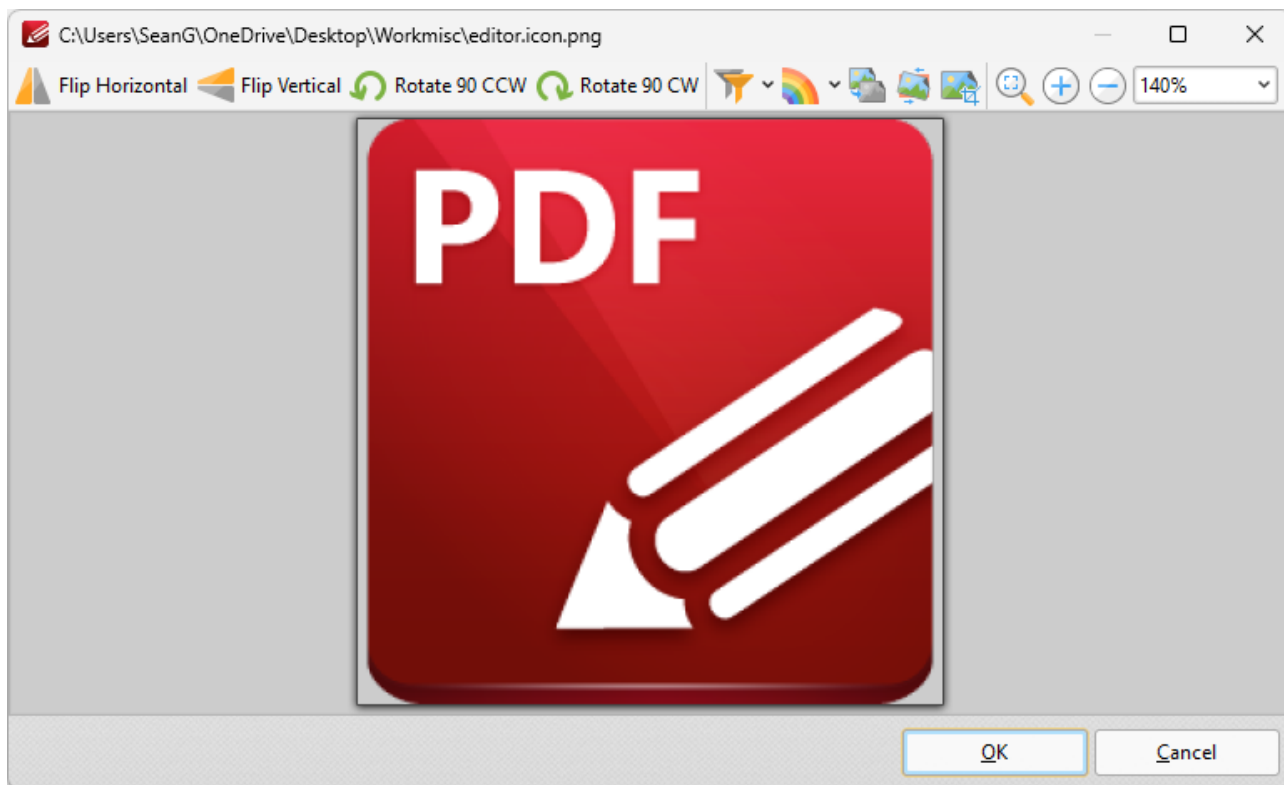 C:\Users\SeanG\OneDrive\Desktop\Workmisc\editor.icon.png
Flip Horizontal Flip Vertical Rotate 90 CCW Rotate 90 CW 140%
PDF
OK Cancel